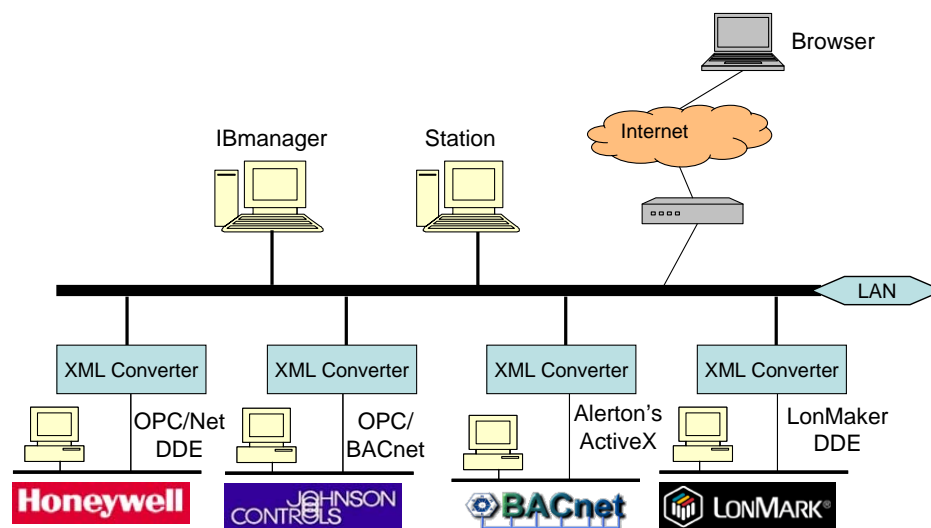 Browser
Internet
IBmanager
Station
LAN
XML Converter
XML Converter
XML Converter
XML Converter
OPC/Net
DDE
OPC/
BACnet
Alerton's
ActiveX
LonMaker
DDE
Honeywell
JOHNSON
CONTROLS
BACnet
LONMARK®